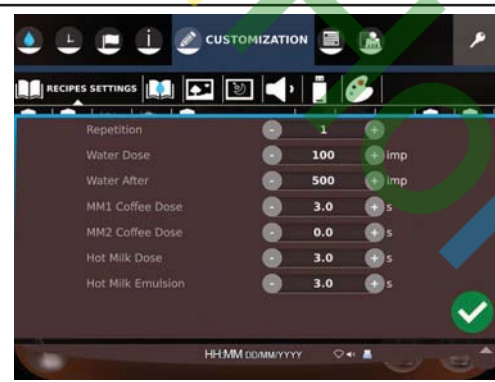 CUSTOMIZATION
RECIPES SETTINGS
Repetition - 1 +
Water Dose - 100 + imp
Water After - 500 + imp
MM1 Coffee Dose - 3.0 + s
MM2 Coffee Dose - 0.0 + s
Hot Milk Dose - 3.0 + s
Hot Milk Emulsion - 3.0 + s
HH:MM DD/MM/YYYY